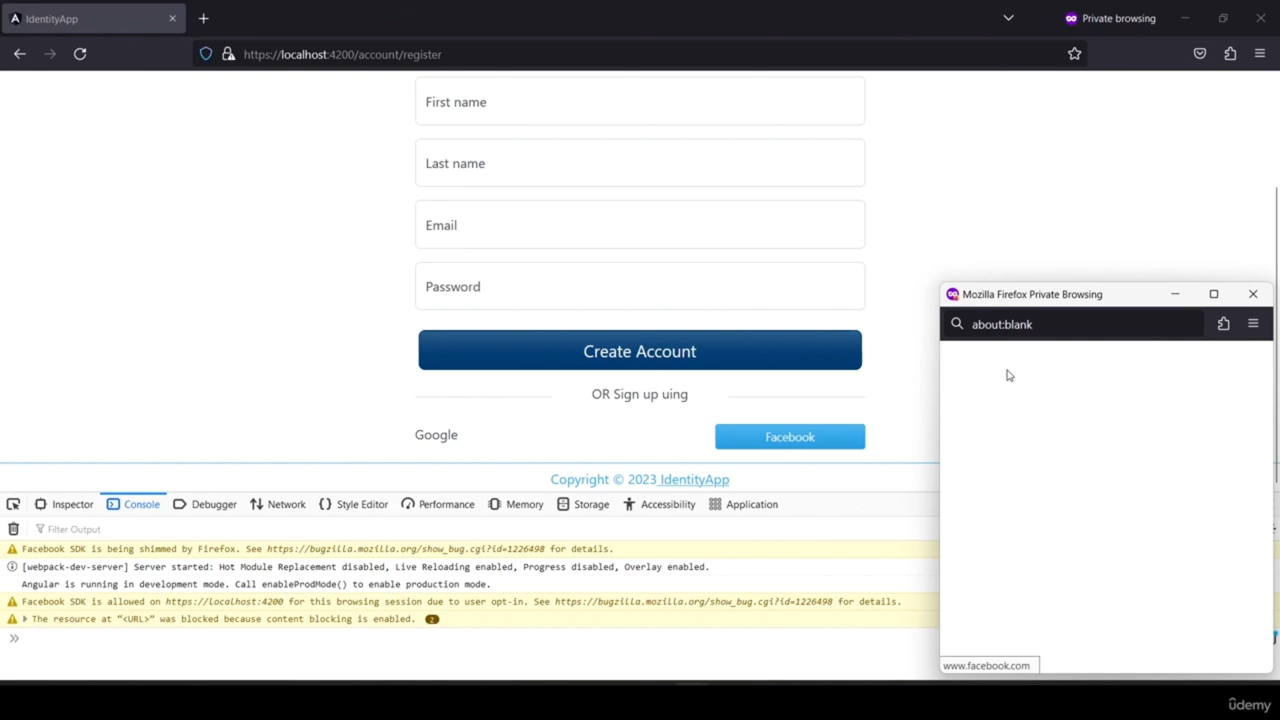 IdentityApp
Private browsing
https://localhost:4200/account/register
First name
Last name
Email
Password
Create Account
OR Sign up uing
Google
Facebook
Copyright © 2023 IdentityApp
Mozilla Firefox Private Browsing
about:blank
www.facebook.com
Inspector Console Debugger Network Style Editor Performance Memory Storage Accessibility Application
Filter Output
Facebook SDK is being shimmed by Firefox. See https://bugzilla.mozilla.org/show_bug.cgi?id=1226498 for details.
[webpack-dev-server] Server started: Hot Module Replacement disabled, Live Reloading enabled, Progress disabled, Overlay enabled.
Angular is running in development mode. Call enableProdMode() to enable production mode.
Facebook SDK is allowed on https://localhost:4200 for this browsing session due to user opt-in. See https://bugzilla.mozilla.org/show_bug.cgi?id=1226498 for details.
The resource at “<URL>” was blocked because content blocking is enabled. 2
ûdemy